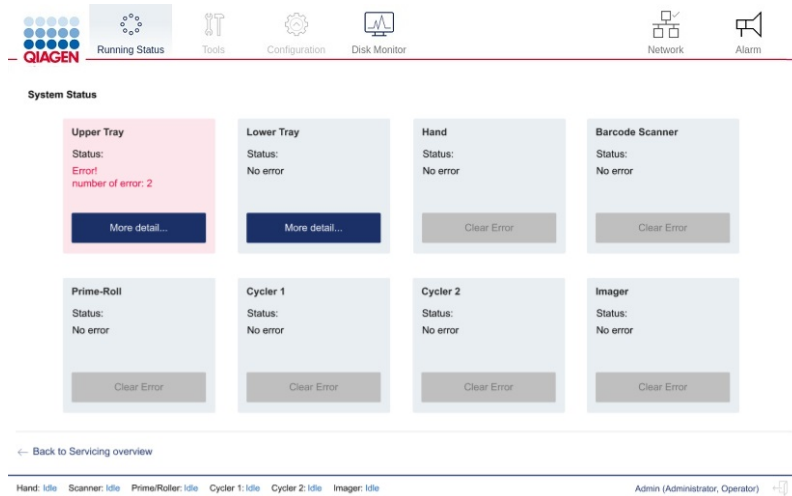 QIAGEN
Running Status
Tools
Configuration
Disk Monitor
Network
Alarm
System Status
Upper Tray
Status:
Error!
number of error: 2
More detail...
Lower Tray
Status:
No error
More detail...
Hand
Status:
No error
Clear Error
Barcode Scanner
Status:
No error
Clear Error
Prime-Roll
Status:
No error
Clear Error
Cycler 1
Status:
No error
Clear Error
Cycler 2
Status:
No error
Clear Error
Imager
Status:
No error
Clear Error
← Back to Servicing overview
Hand: Idle Scanner: Idle Prime/Roller: Idle Cycler 1: Idle Cycler 2: Idle Imager: Idle Admin (Administrator, Operator)